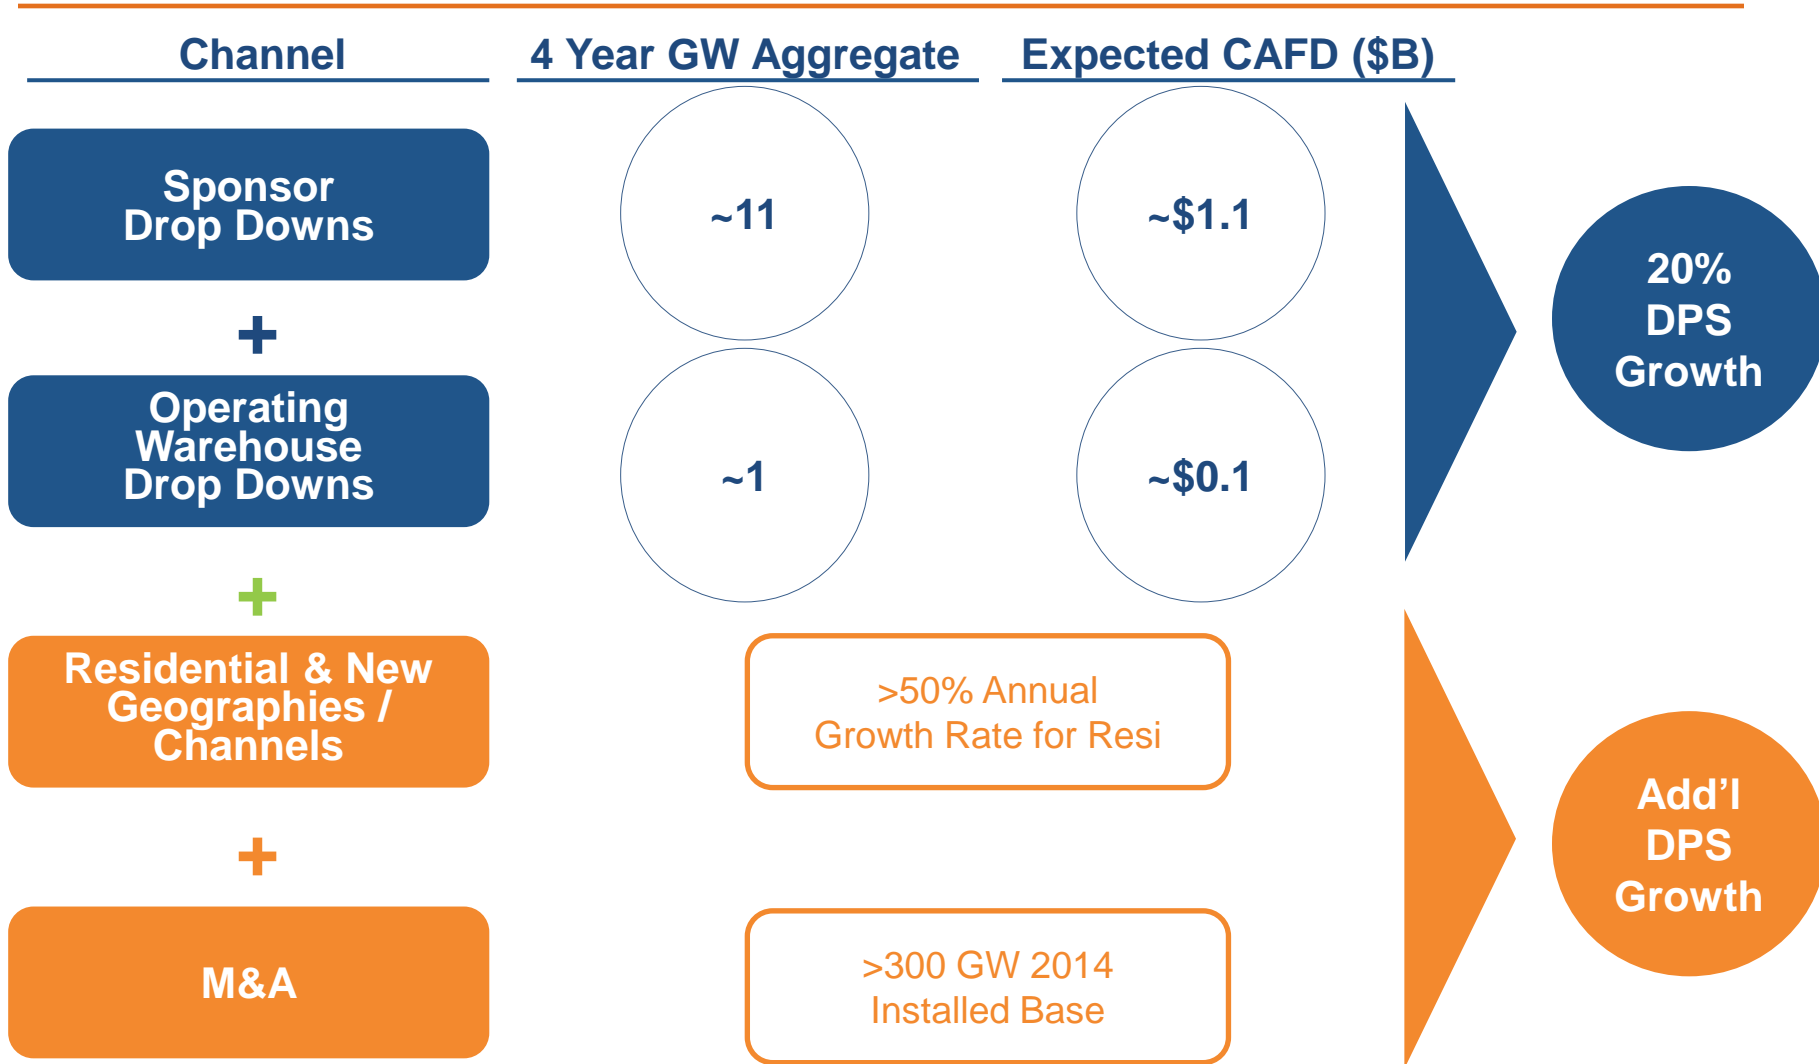 Channel
4 Year GW Aggregate
Expected CAFD ($B)
Sponsor
Drop Downs
~11
~$1.1
+
Operating
Warehouse
Drop Downs
~1
~$0.1
20%
DPS
Growth
+
Residential & New
Geographies /
Channels
>50% Annual
Growth Rate for Resi
+
M&A
>300 GW 2014
Installed Base
Add'l
DPS
Growth